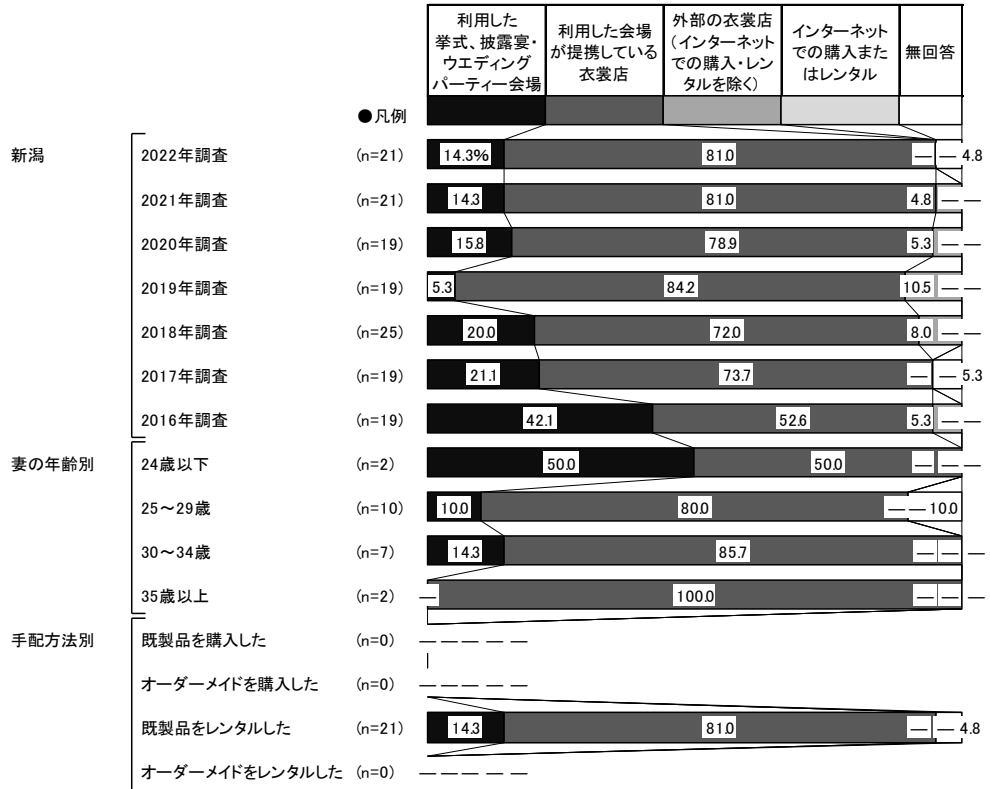 利用した
挙式、披露宴・
ウエディング
パーティー会場
利用した会場
が提携している
衣裳店
外部の衣裳店
（インターネット
での購入・レン
タルを除く）
インターネット
での購入また
はレンタル
無回答
●凡例
新潟
2022年調査 (n=21) 14.3% 81.0 — — 4.8
2021年調査 (n=21) 14.3 81.0 4.8 — —
2020年調査 (n=19) 15.8 78.9 5.3 — —
2019年調査 (n=19) 5.3 84.2 10.5 — —
2018年調査 (n=25) 20.0 72.0 8.0 — —
2017年調査 (n=19) 21.1 73.7 — — 5.3
2016年調査 (n=19) 42.1 52.6 5.3 — —
妻の年齢別
24歳以下 (n=2) 50.0 50.0 — — —
25～29歳 (n=10) 10.0 80.0 — — 10.0
30～34歳 (n=7) 14.3 85.7 — — —
35歳以上 (n=2) — 100.0 — — —
手配方法別
既製品を購入した (n=0) — — — — —
オーダーメイドを購入した (n=0) — — — — —
既製品をレンタルした (n=21) 14.3 81.0 — — 4.8
オーダーメイドをレンタルした (n=0) — — — — —